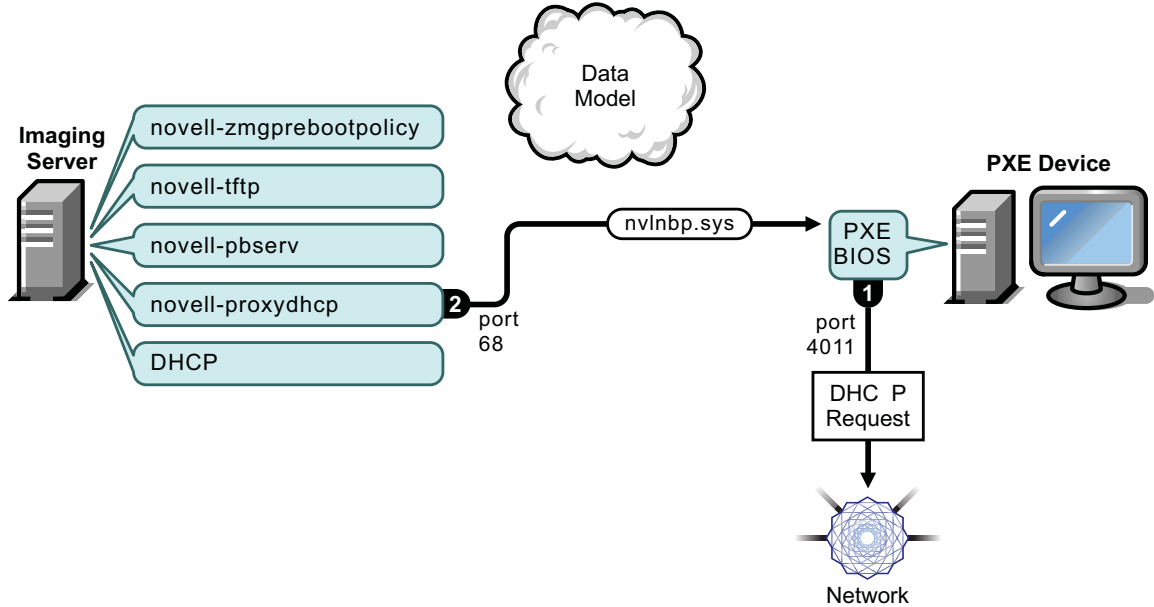 Data
Model
Imaging
Server
novell-zmgprebootpolicy
novell-tftp
novell-pbserv
novell-proxydhcp
DHCP
2
port
68
nvlnbp.sys
PXE
BIOS
PXE Device
1
port
4011
DHC P
Request
Network